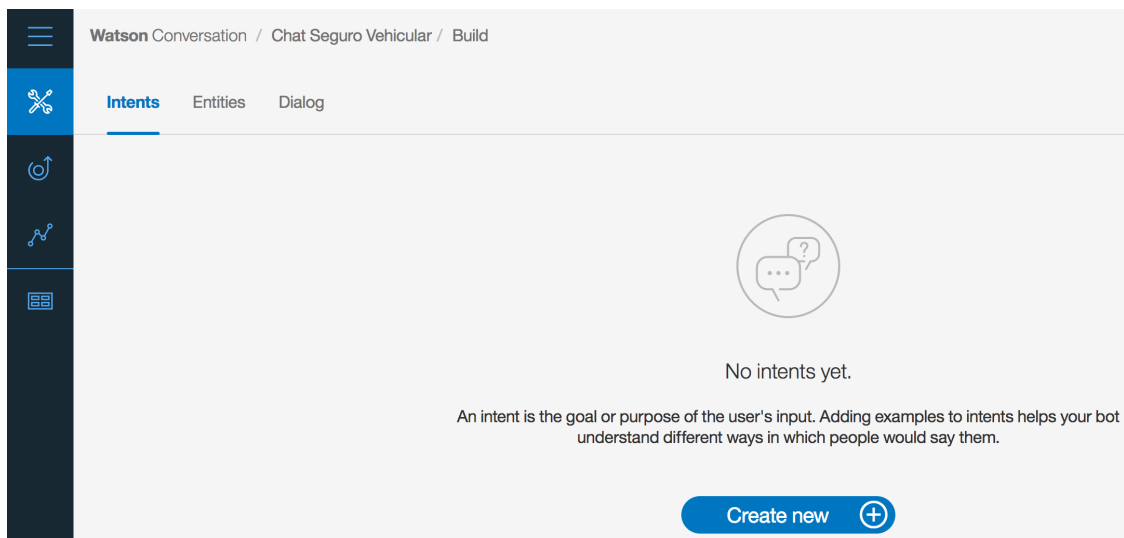 Watson Conversation / Chat Seguro Vehicular / Build
Intents Entities Dialog
?
No intents yet.
An intent is the goal or purpose of the user's input. Adding examples to intents helps your bot
understand different ways in which people would say them.
Create new